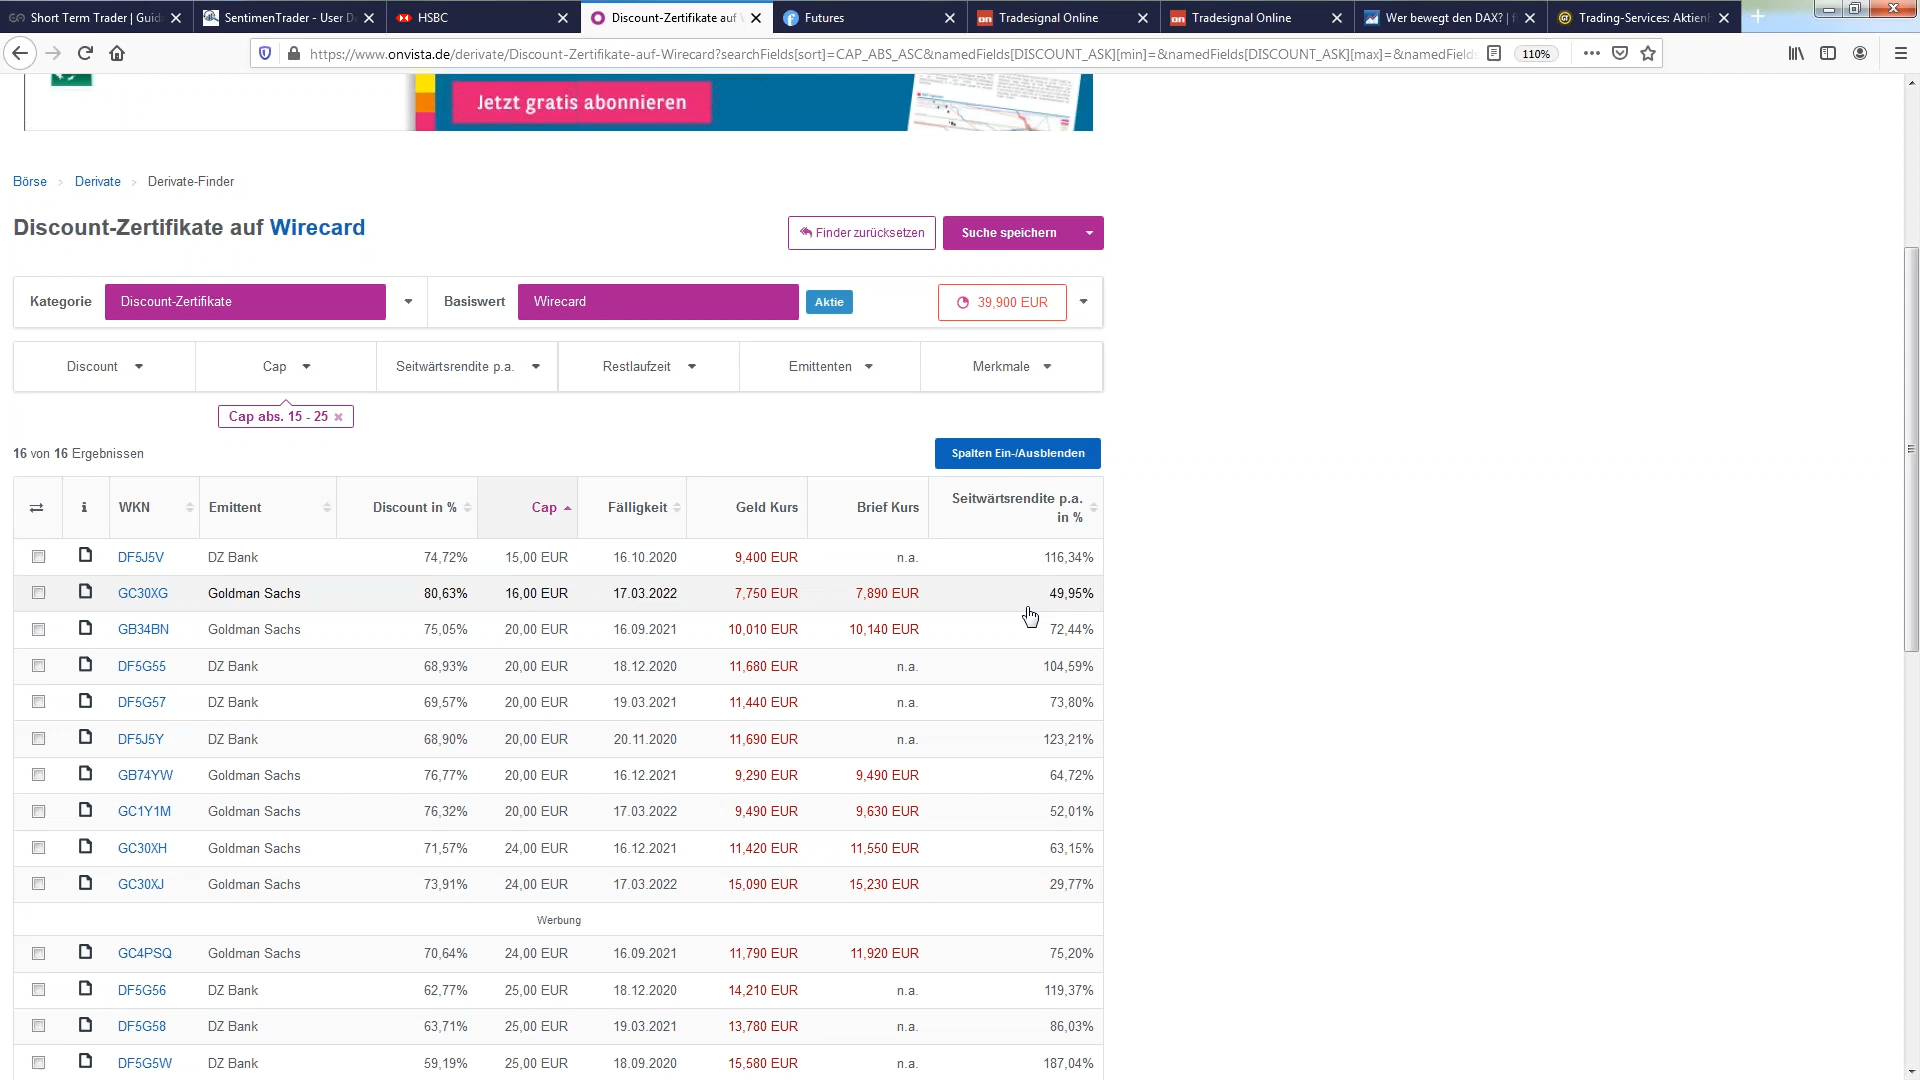 Short Term Trader | Guid
SentimenTrader - User D
HSBC
Discount-Zertifikate auf
Futures
Tradesignal Online
Tradesignal Online
Wer bewegt den DAX? |
Trading-Services: Aktien
https://www.onvista.de/derivate/Discount-Zertifikate-auf-Wirecard?searchFields[sort]=CAP_ABS_ASC&namedFields[DISCOUNT_ASK][min]=&namedFields[DISCOUNT_ASK][max]=&namedFields
110%
Jetzt gratis abonnieren
Börse > Derivate > Derivate-Finder
Discount-Zertifikate auf Wirecard
Finder zurücksetzen
Suche speichern
Kategorie Discount-Zertifikate Basiswert Wirecard Aktie 39,900 EUR
Discount Cap Seitwärtsrendite p.a. Restlaufzeit Emittenten Merkmale
Cap abs. 15 - 25
16 von 16 Ergebnissen
Spalten Ein-/Ausblenden
WKN Emittent Discount in % Cap Fälligkeit Geld Kurs Brief Kurs Seitwärtsrendite p.a.
in %
DF5J5V DZ Bank 74,72% 15,00 EUR 16.10.2020 9,400 EUR n.a. 116,34%
GC30XG Goldman Sachs 80,63% 16,00 EUR 17.03.2022 7,750 EUR 7,890 EUR 49,95%
GB34BN Goldman Sachs 75,05% 20,00 EUR 16.09.2021 10,010 EUR 10,140 EUR 72,44%
DF5G55 DZ Bank 68,93% 20,00 EUR 18.12.2020 11,680 EUR n.a. 104,59%
DF5G57 DZ Bank 69,57% 20,00 EUR 19.03.2021 11,440 EUR n.a. 73,80%
DF5J5Y DZ Bank 68,90% 20,00 EUR 20.11.2020 11,690 EUR n.a. 123,21%
GB74YW Goldman Sachs 76,77% 20,00 EUR 16.12.2021 9,290 EUR 9,490 EUR 64,72%
GC1Y1M Goldman Sachs 76,32% 20,00 EUR 17.03.2022 9,490 EUR 9,630 EUR 52,01%
GC30XH Goldman Sachs 71,57% 24,00 EUR 16.12.2021 11,420 EUR 11,550 EUR 63,15%
GC30XJ Goldman Sachs 73,91% 24,00 EUR 17.03.2022 15,090 EUR 15,230 EUR 29,77%
Werbung
GC4PSQ Goldman Sachs 70,64% 24,00 EUR 16.09.2021 11,790 EUR 11,920 EUR 75,20%
DF5G56 DZ Bank 62,77% 25,00 EUR 18.12.2020 14,210 EUR n.a. 119,37%
DF5G58 DZ Bank 63,71% 25,00 EUR 19.03.2021 13,780 EUR n.a. 86,03%
DF5G5W DZ Bank 59,19% 25,00 EUR 18.09.2020 15,580 EUR n.a. 187,04%